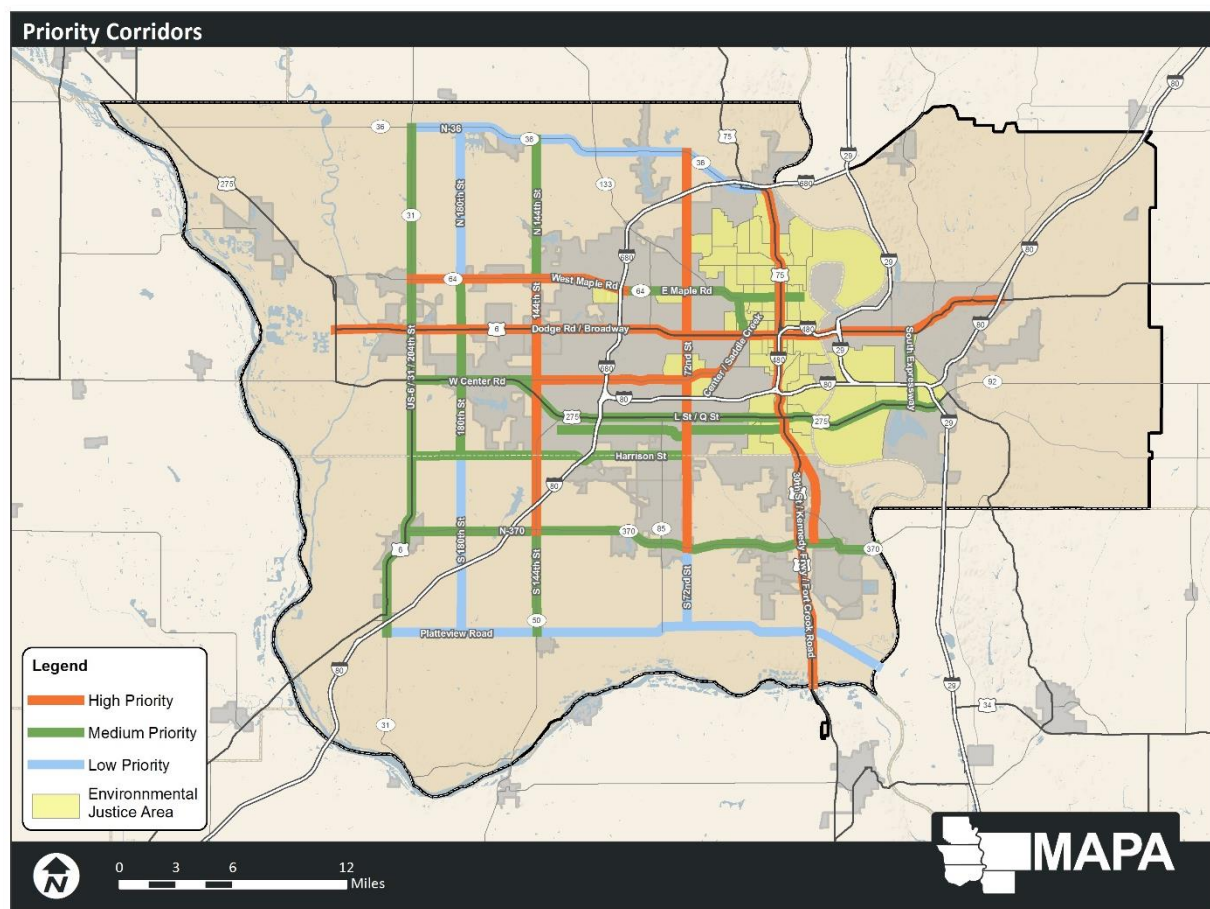 Priority Corridors
80
29
36
N-36
36
75
36
680
275
133
29
80
31
N 180th St
N 144th St
680
29
75
64
West Maple Rd
64
E Maple Rd
144th St
6
Dodge Rd / Broadway
480
80
US-6 / 31 / 204th St
72nd St
Center / Saddle Creek
480
29
South Expressway
680
W Center Rd
80
80
92
180th St
275
L St / Q St
275
29
Harrison St
80
N-370
370
85
370
6
S 180th St
S 144th St
S 72nd St
Kennedy Frwy / Fort Crook Road
50
Platteview Road
80
29
34
31
Legend
High Priority
Medium Priority
Low Priority
Environnmental
Justice Area
N
0 3 6 12
Miles
MAPA